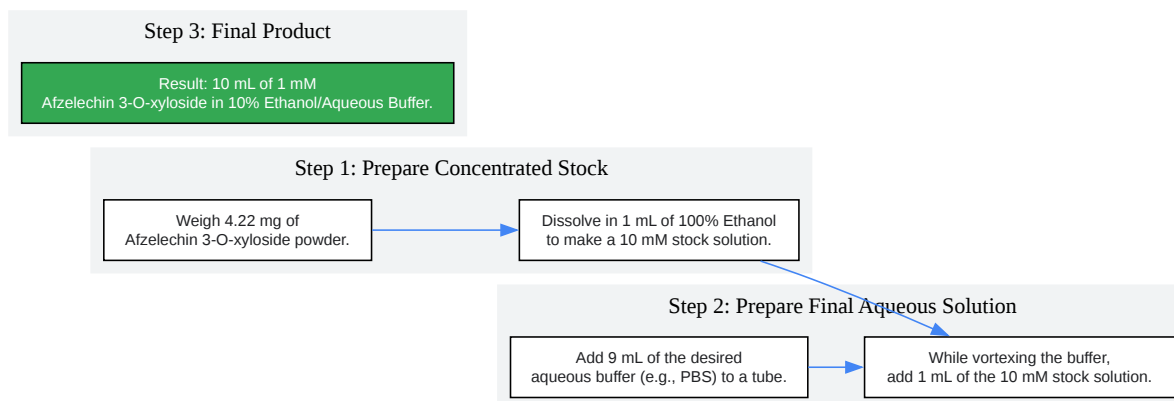 Step 3: Final Product
Result: 10 mL of 1 mM
Afzelechin 3-O-xyloside in 10% Ethanol/Aqueous Buffer.
Step 1: Prepare Concentrated Stock
Weigh 4.22 mg of
Afzelechin 3-O-xyloside powder.
Dissolve in 1 mL of 100% Ethanol
to make a 10 mM stock solution.
Step 2: Prepare Final Aqueous Solution
Add 9 mL of the desired
aqueous buffer (e.g., PBS) to a tube.
While vortexing the buffer,
add 1 mL of the 10 mM stock solution.